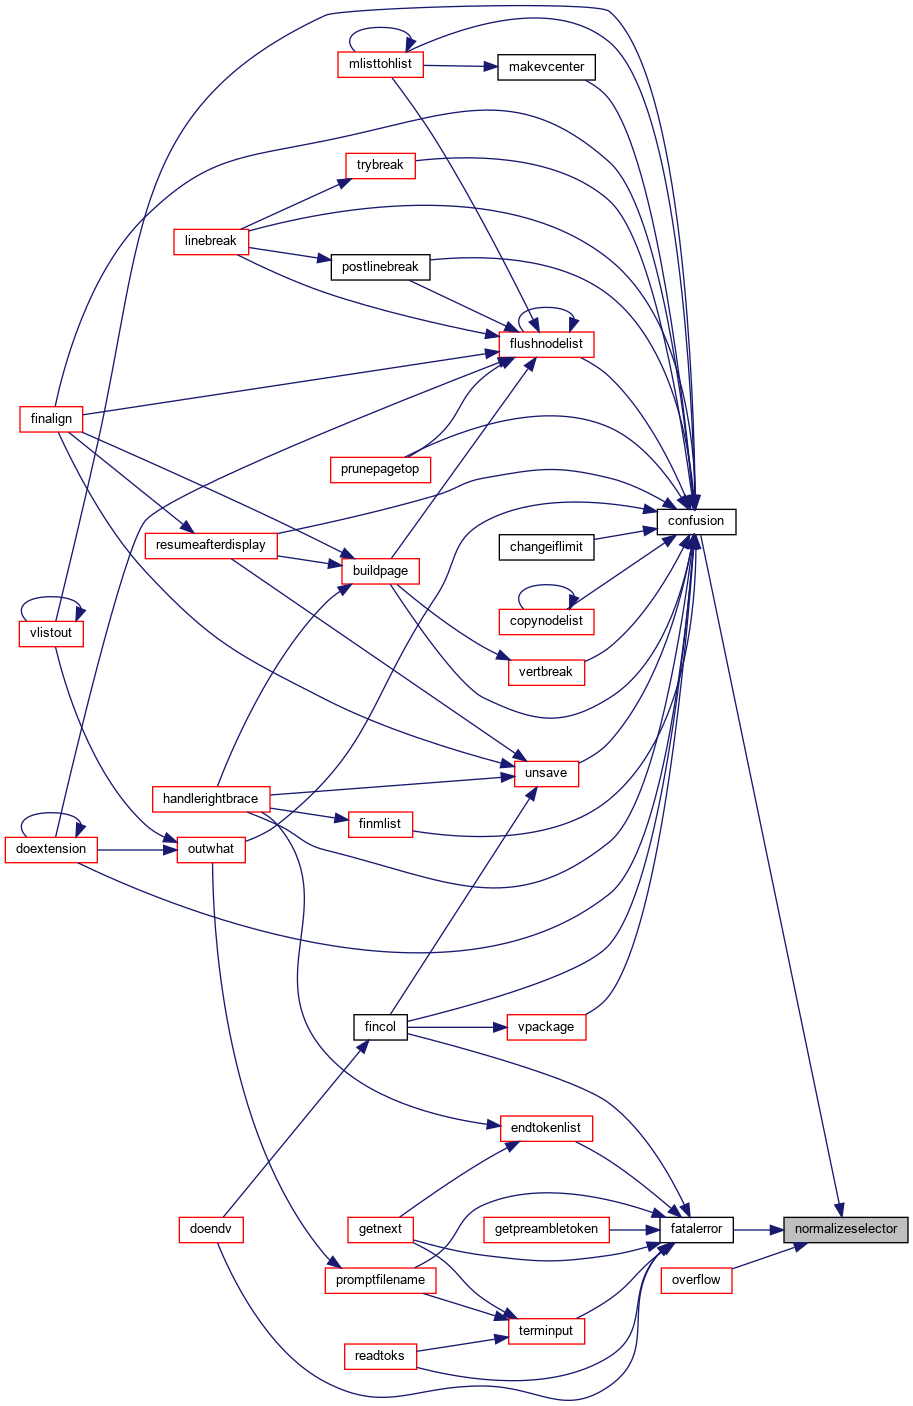 mlisttohlist
makevcenter
trybreak
linebreak
postlinebreak
flushnodelist
finalign
prunepagetop
confusion
resumeafterdisplay
changeiflimit
buildpage
copynodelist
vlistout
vertbreak
unsave
handlerightbrace
finmlist
doextension
outwhat
fincol
vpackage
endtokenlist
doendv
getnext
getpreambletoken
fatalerror
normalizeselector
promptfilename
overflow
terminput
readtoks